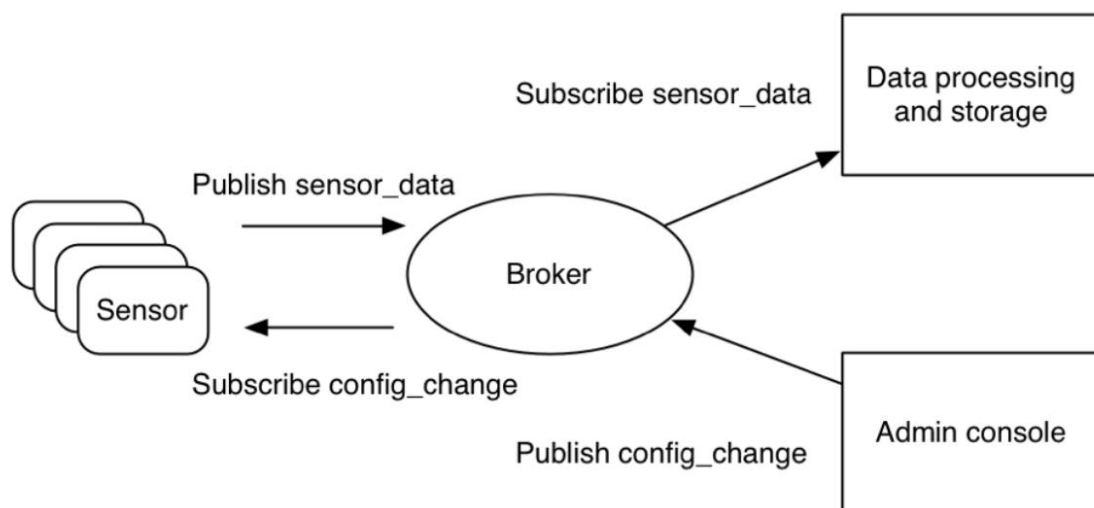 Subscribe sensor_data
Data processing
and storage
Publish sensor_data
Broker
Sensor
Subscribe config_change
Publish config_change
Admin console